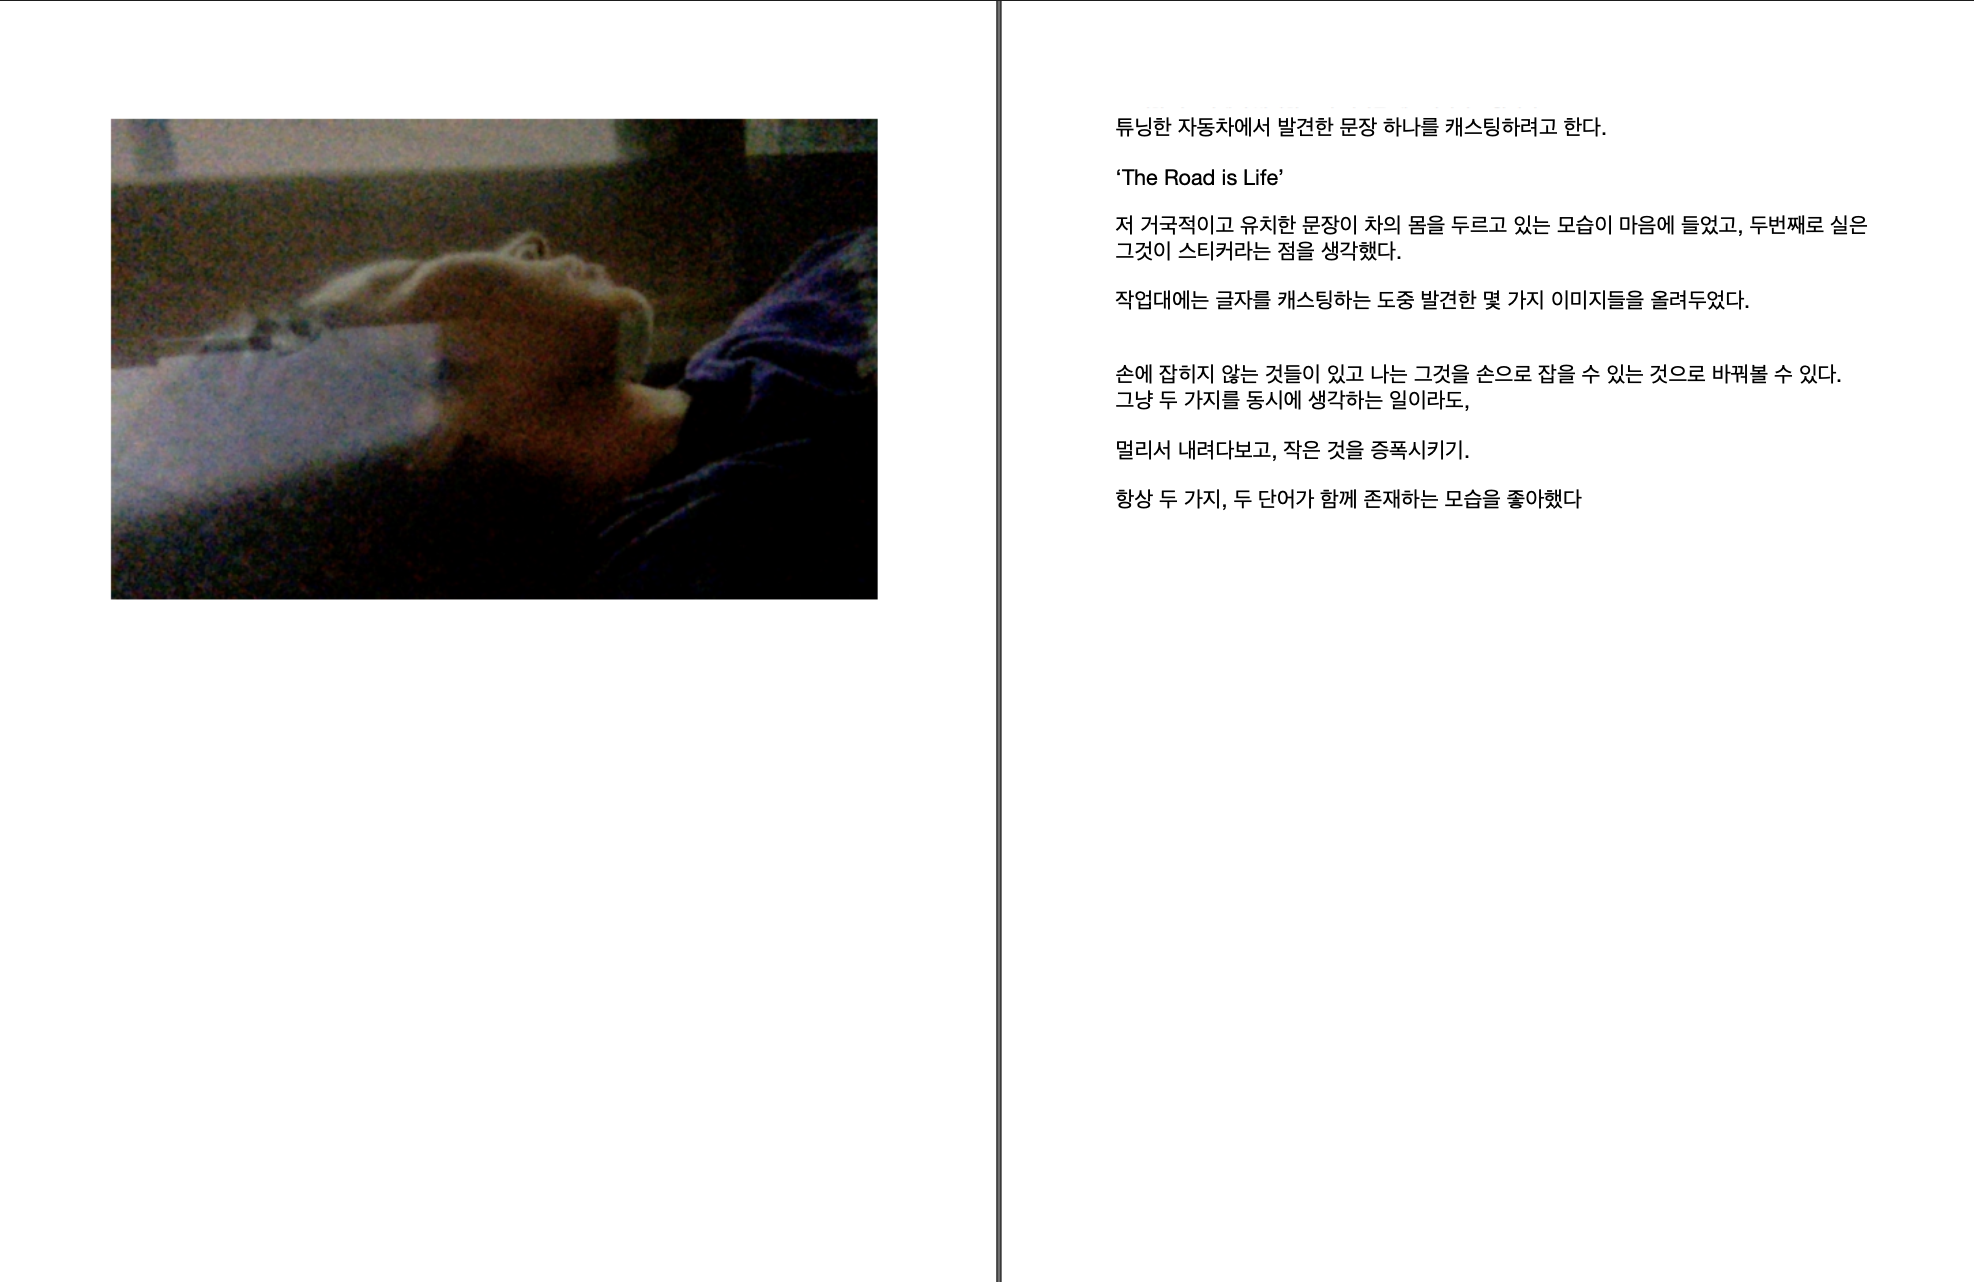 튜닝한 자동차에서 발견한 문장 하나를 캐스팅하려고 한다.
‘The Road is Life’
저 거국적이고 유치한 문장이 차의 몸을 두르고 있는 모습이 마음에 들었고, 두번째로 실은
그것이 스티커라는 점을 생각했다.
작업대에는 글자를 캐스팅하는 도중 발견한 몇 가지 이미지들을 올려두었다.
손에 잡히지 않는 것들이 있고 나는 그것을 손으로 잡을 수 있는 것으로 바꿔볼 수 있다.
그냥 두 가지를 동시에 생각하는 일이라도,
멀리서 내려다보고, 작은 것을 증폭시키기.
항상 두 가지, 두 단어가 함께 존재하는 모습을 좋아했다